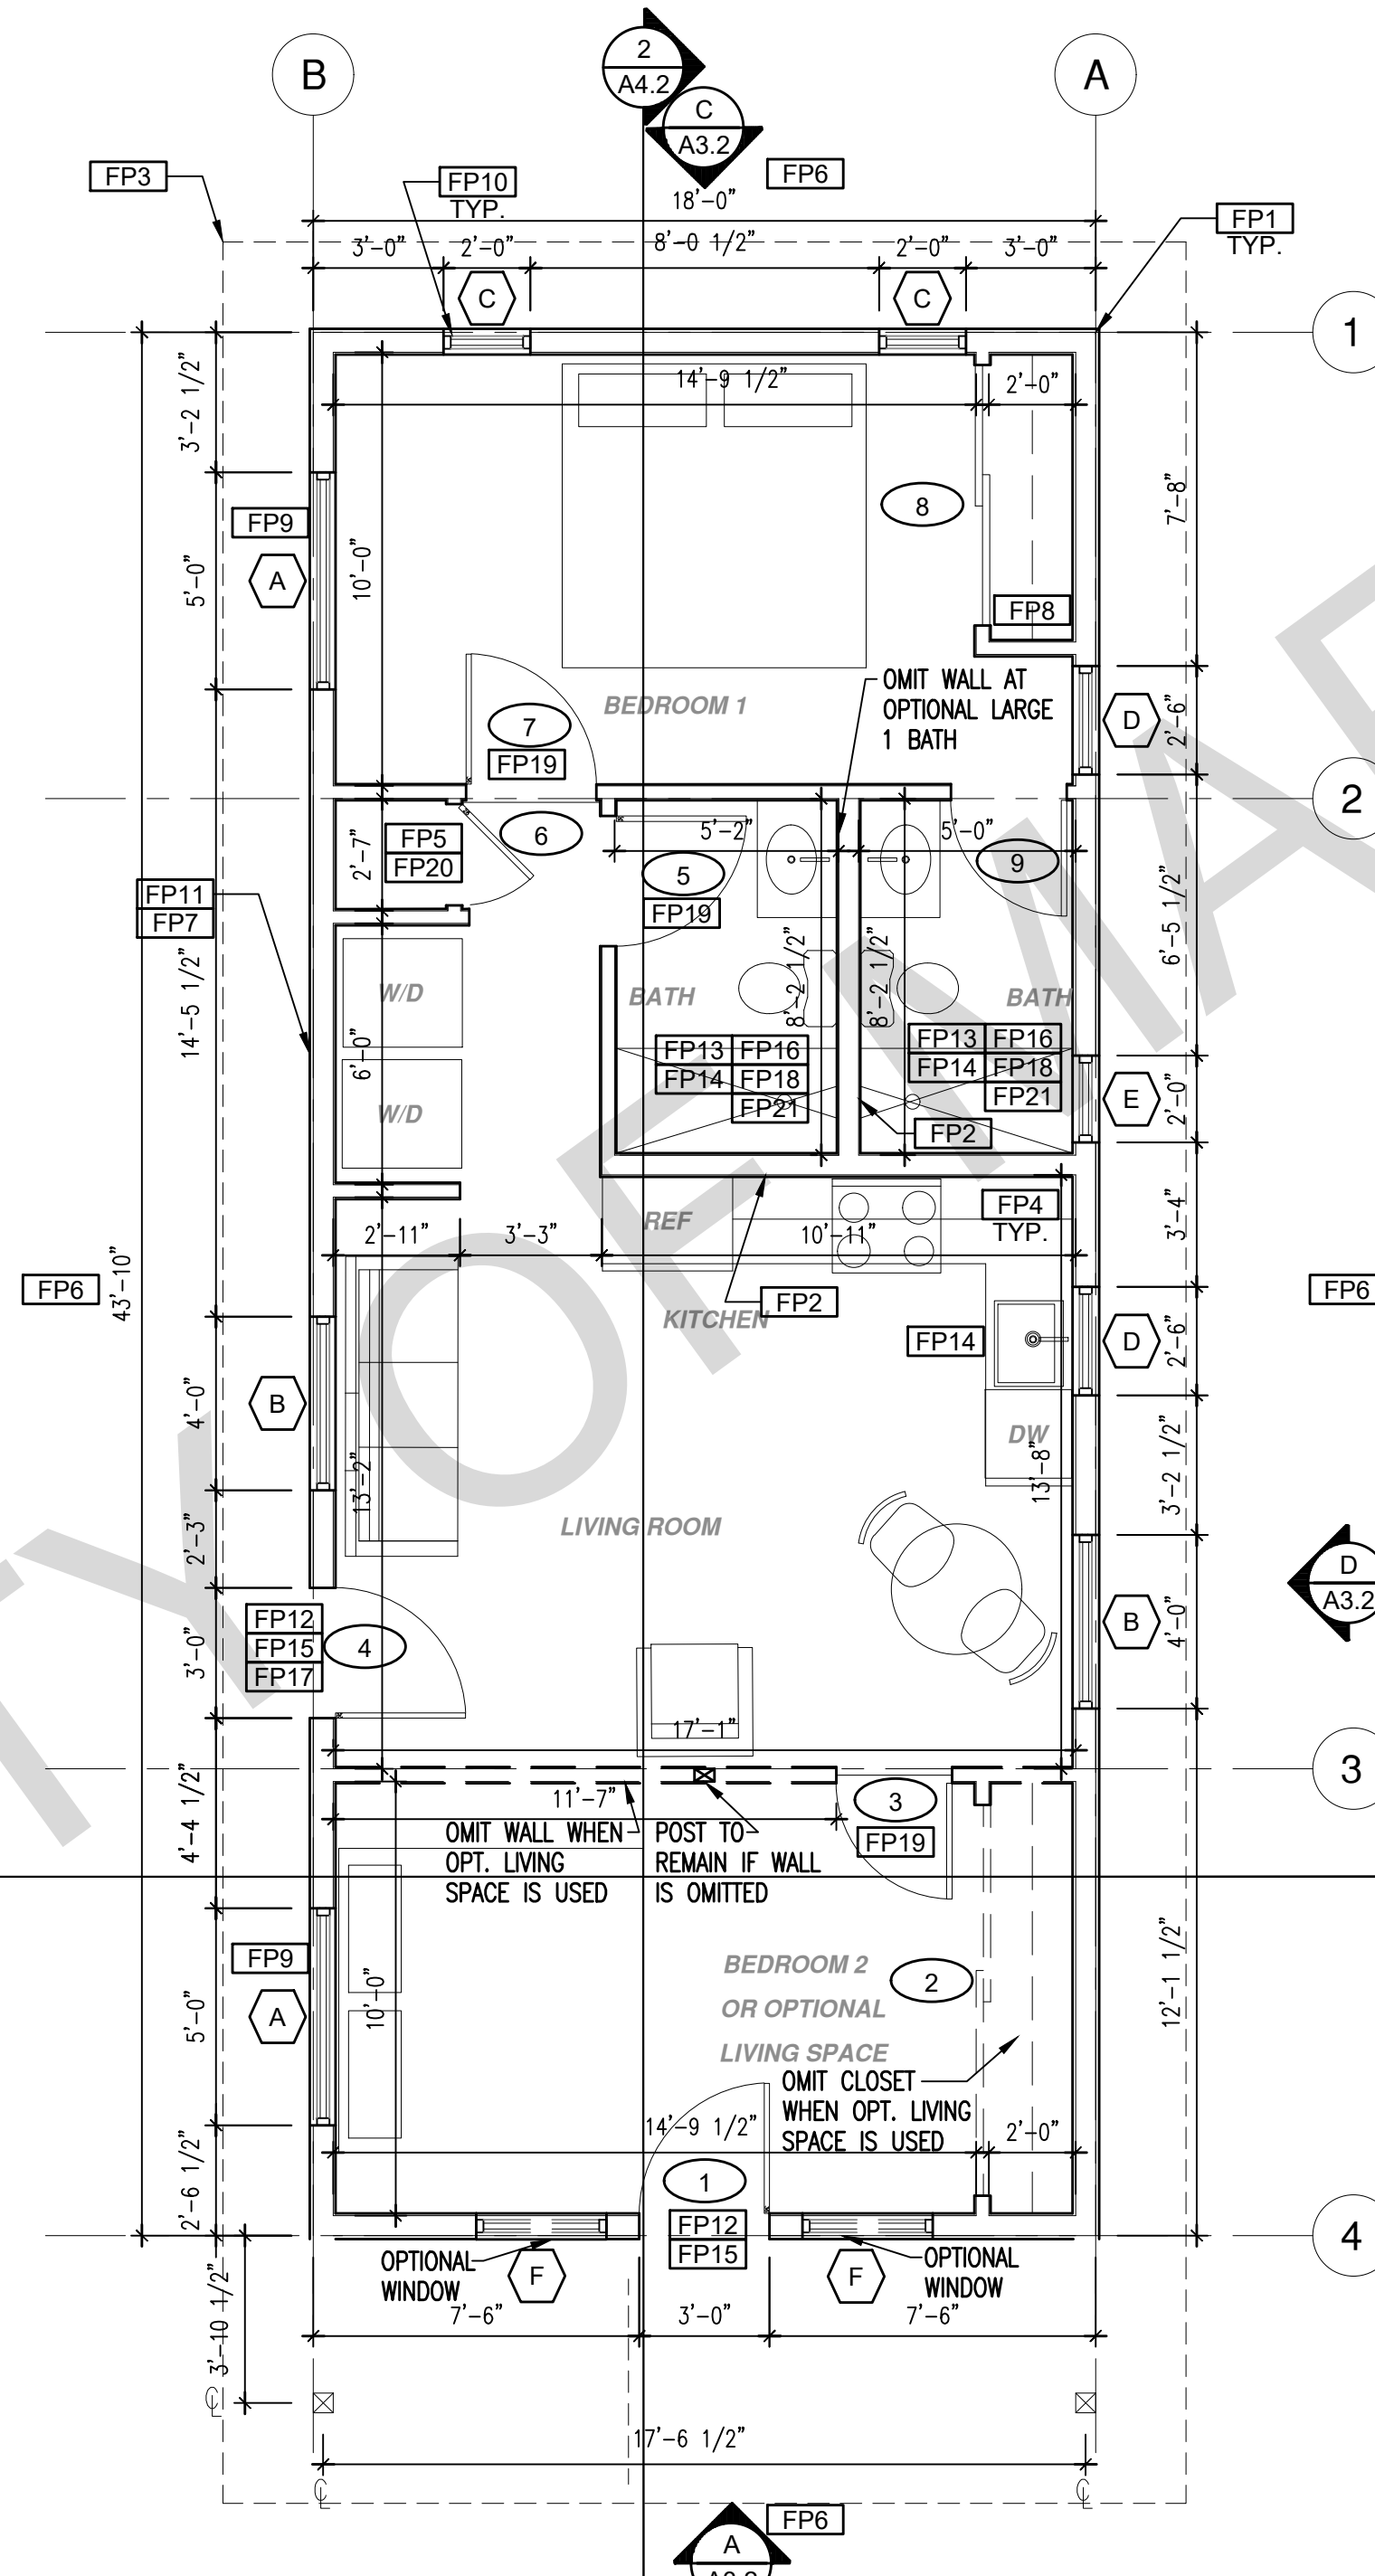 2
B
A
A4.2
C
A3.2
FP3
FP10
TYP.
FP6
18'-0"
FP1
TYP.
3'-0"
2'-0"
8'-0 1/2"
2'-0"
3'-0"
C
C
1
3'-2 1/2"
14'-9 1/2"
2'-0"
7'-8"
8
FP9
A
5'-0"
10'-0"
FP8
OMIT WALL AT
OPTIONAL LARGE
1 BATH
BEDROOM 1
7
FP19
D
2'-6"
2
FP5
FP20
6
2'-7"
5'-2"
5'-0"
5
FP19
9
FP11
FP7
6'-5 1/2"
14'-5 1/2"
W/D
BATH
8'-2 1/2"
8'-2 1/2"
BATH
6'-0"
FP13 FP16
FP14 FP18
FP21
FP13 FP16
FP14 FP18
FP21
E
2'-0"
W/D
FP2
FP4
TYP.
3'-4"
REF
2'-11"
3'-3"
10'-11"
FP6
43'-10"
FP2
FP6
KITCHEN
FP14
D
2'-6"
B
4'-0"
DW
13'-2"
13'-8"
3'-2 1/2"
LIVING ROOM
2'-3"
D
A3.2
FP12
FP15
FP17
4
3'-0"
B
4'-0"
17'-1"
3
11'-7"
3
FP19
4'-4 1/2"
OMIT WALL WHEN
OPT. LIVING
SPACE IS USED
POST TO
REMAIN IF WALL
IS OMITTED
FP9
A
5'-0"
10'-0"
BEDROOM 2
OR OPTIONAL
LIVING SPACE
2
12'-1 1/2"
OMIT CLOSET
WHEN OPT. LIVING
SPACE IS USED
14'-9 1/2"
2'-0"
2'-6 1/2"
1
FP12
FP15
4
OPTIONAL
WINDOW
F
F
OPTIONAL
WINDOW
3'-10 1/2"
7'-6"
3'-0"
7'-6"
17'-6 1/2"
FP6
A
TY OF MA